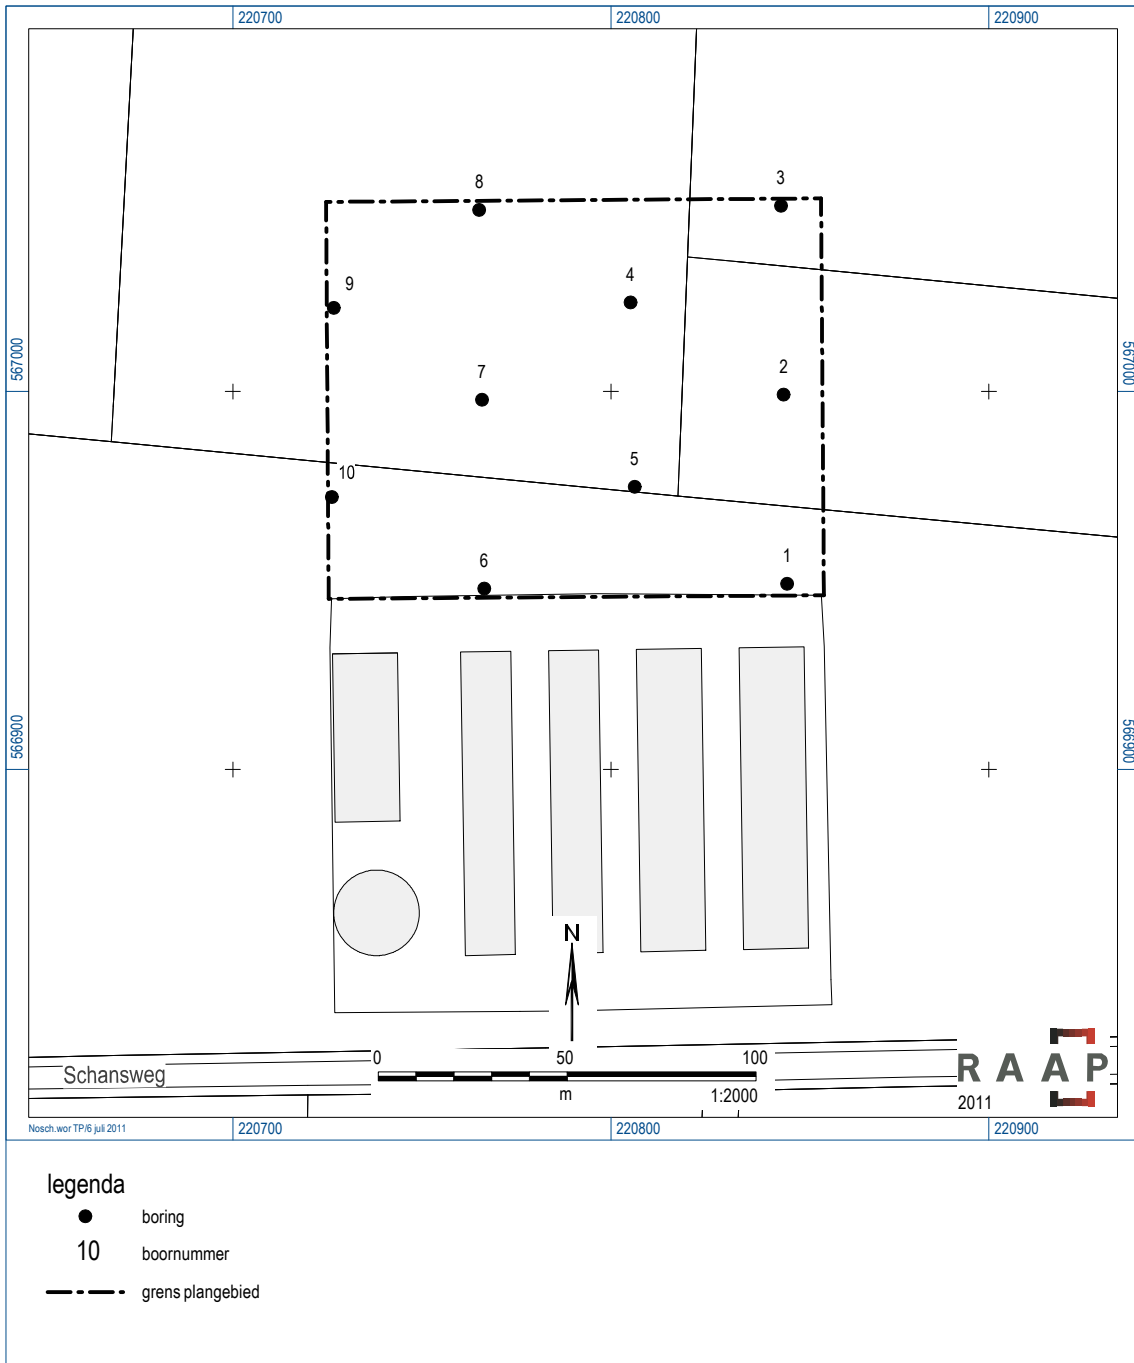 220700 220800 220900
8 3
9 4
567000 567000
7 2
10 5
6 1
566900 566900
N
0 50 100
Schansweg
m 1:2000
RAAP
2011
Nosch.wor TP/6 juli 2011
220700 220800 220900
legenda
boring
10 boornummer
grens plangebied